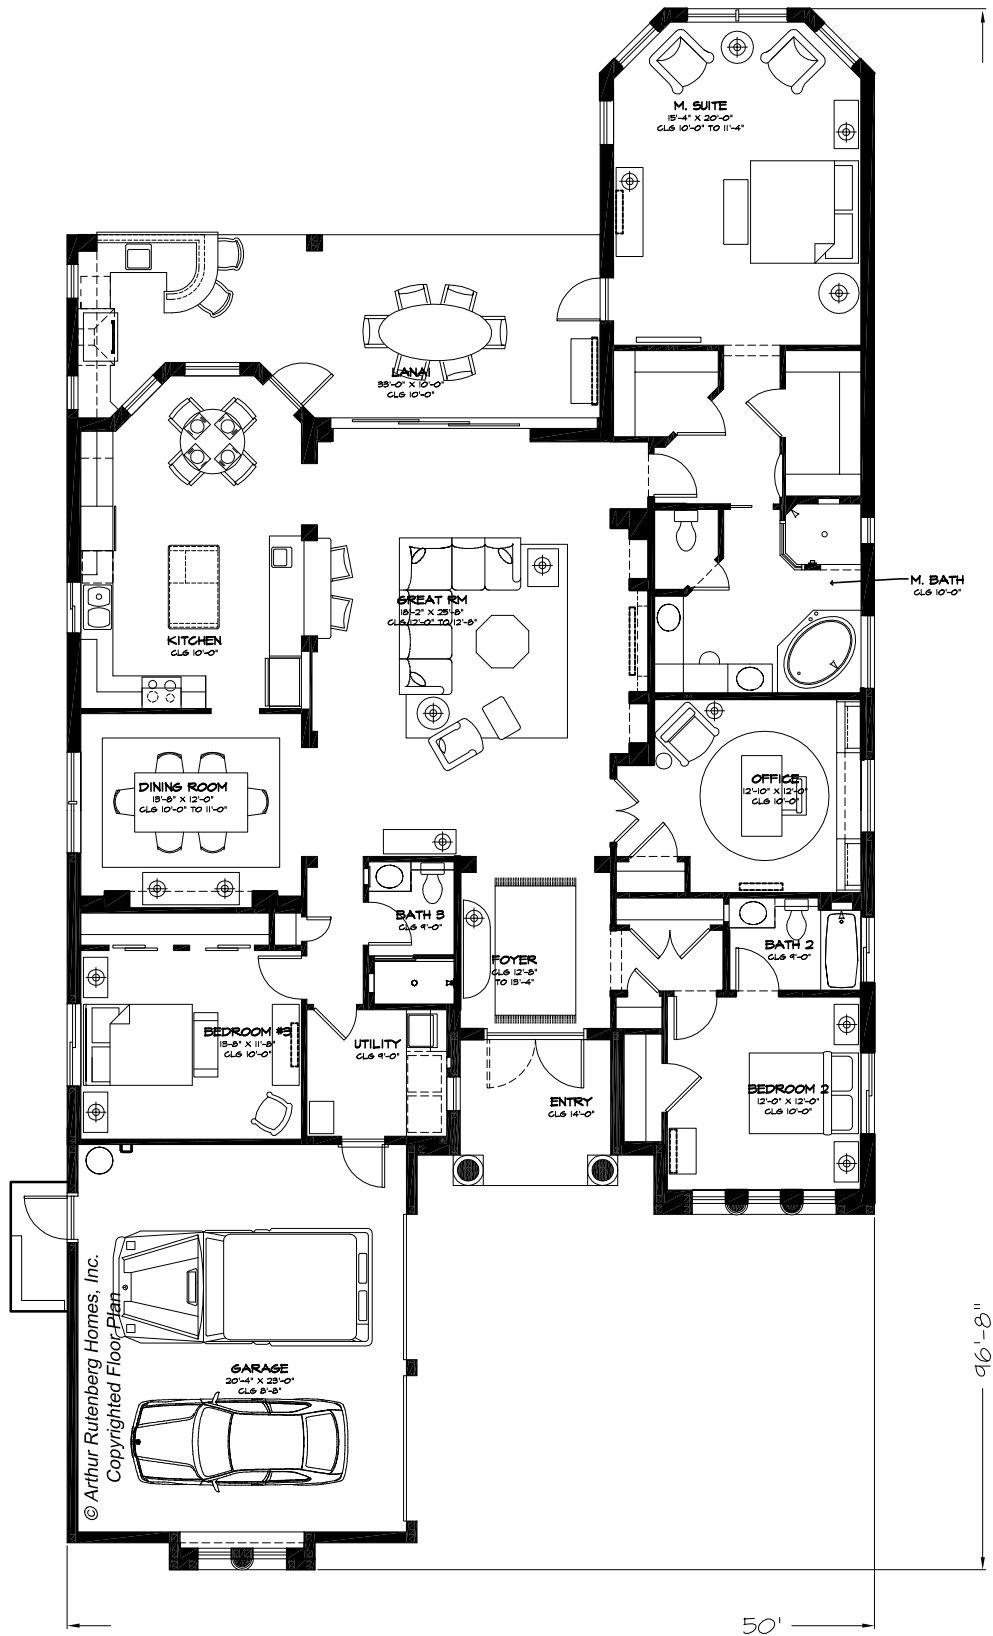 M. SUITE
15'-4" X 20'-0"
CLG 10'-0" TO 11'-4"
LANAI
33'-0" X 10'-0"
CLG 10'-0"
M. BATH
CLG 10'-0"
GREAT RM
18'-2" X 25'-8"
CLG 12'-0" TO 12'-8"
KITCHEN
CLG 10'-0"
DINING ROOM
13'-8" X 12'-0"
CLG 10'-0" TO 11'-0"
OFFICE
12'-10" X 12'-0"
CLG 10'-0"
BATH 3
CLG 9'-0"
BATH 2
CLG 9'-0"
FOYER
CLG 12'-8"
TO 13'-4"
BEDROOM #3
13'-8" X 11'-8"
CLG 10'-0"
UTILITY
CLG 9'-0"
ENTRY
CLG 14'-0"
BEDROOM 2
12'-0" X 12'-0"
CLG 10'-0"
GARAGE
20'-4" X 23'-0"
CLG 8'-8"
© Arthur Rutenberg Homes, Inc.
Copyrighted Floor Plan
96'-8"
50'